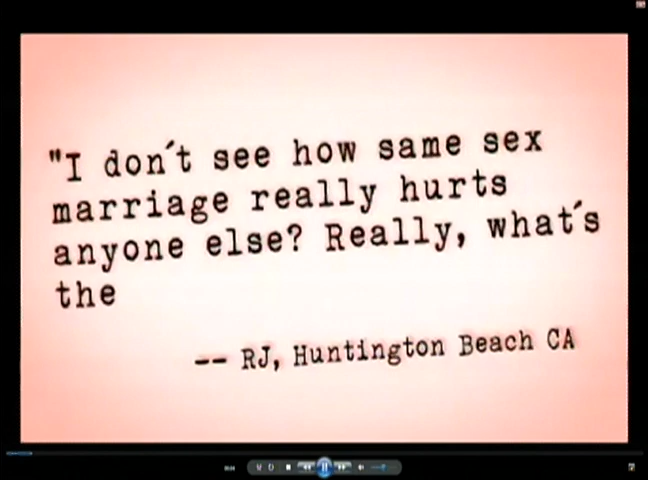 "I don´t see how same sex
marriage really hurts
anyone else? Really, what´s
the
-- RJ, Huntington Beach CA